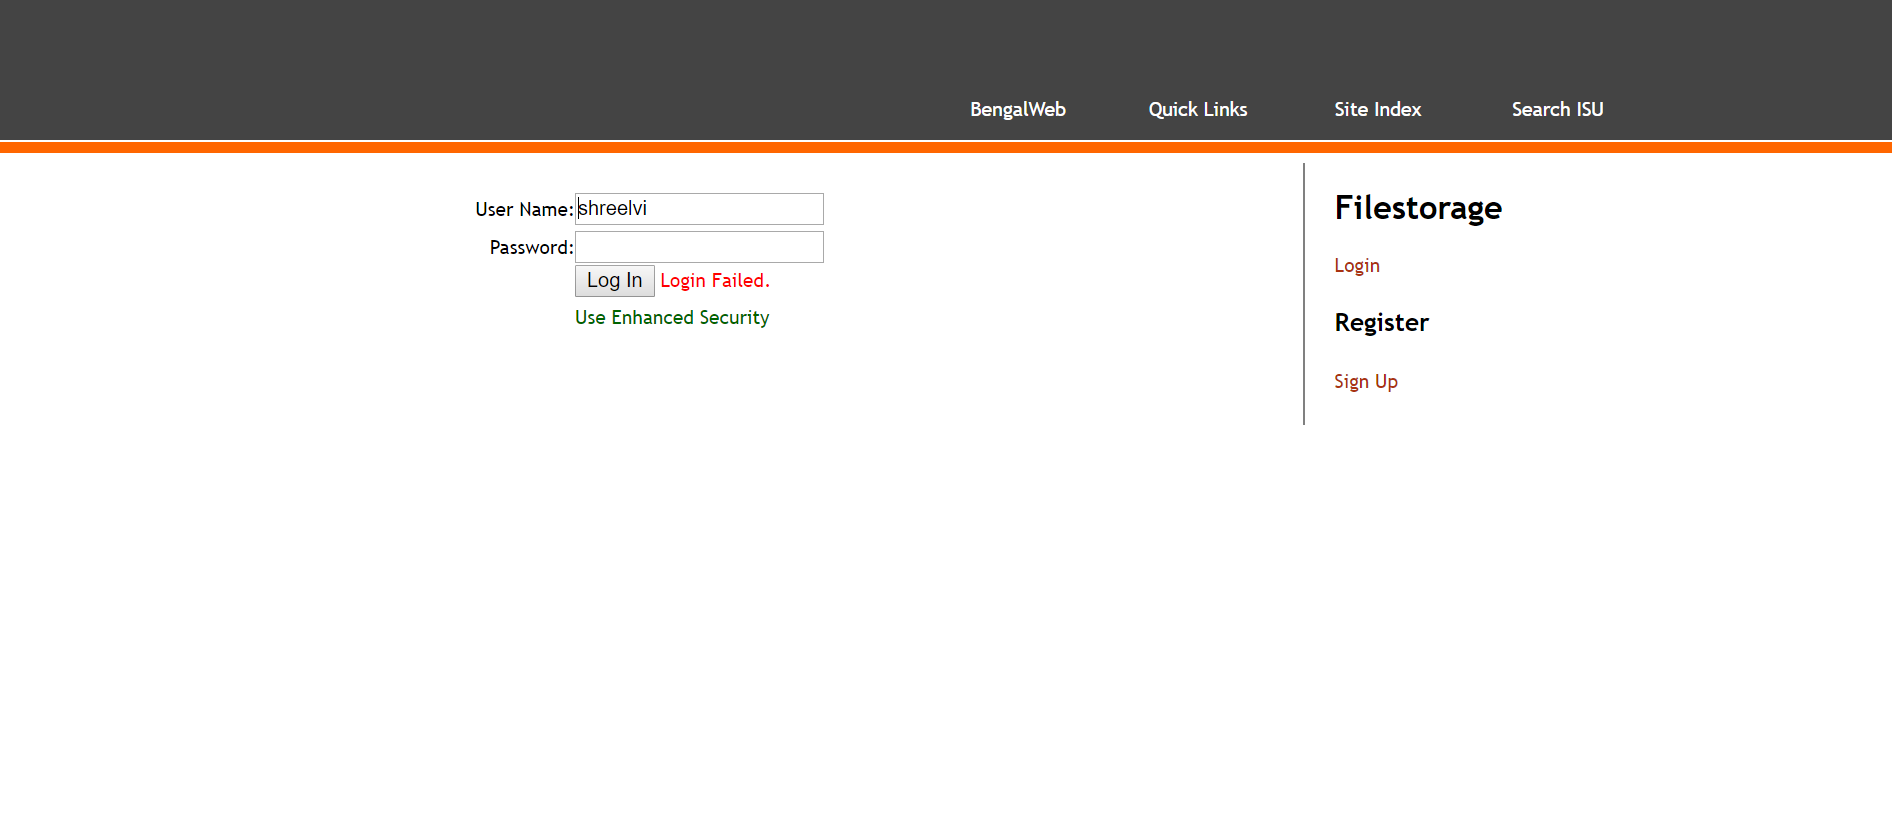 BengalWeb Quick Links Site Index Search ISU
User Name: shreelvi
Password:
Log In Login Failed.
Use Enhanced Security
Filestorage
Login
Register
Sign Up